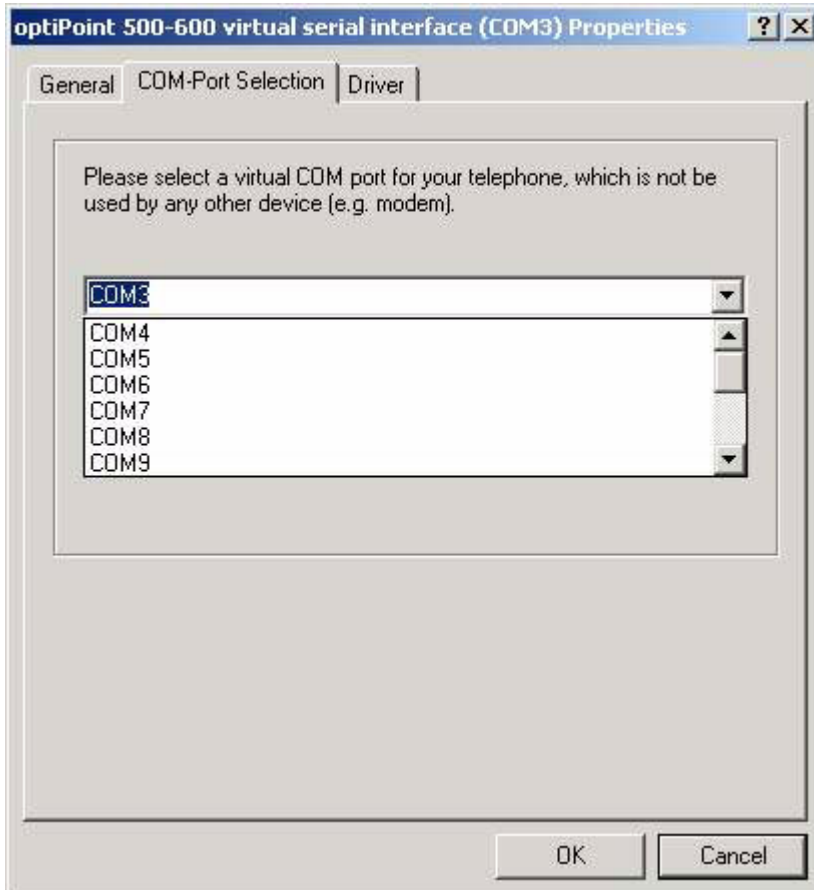 optiPoint 500-600 virtual serial interface (COM3) Properties
General COM-Port Selection Driver
Please select a virtual COM port for your telephone, which is not be
used by any other device (e.g. modem).
COM3
COM4
COM5
COM6
COM7
COM8
COM9
OK Cancel